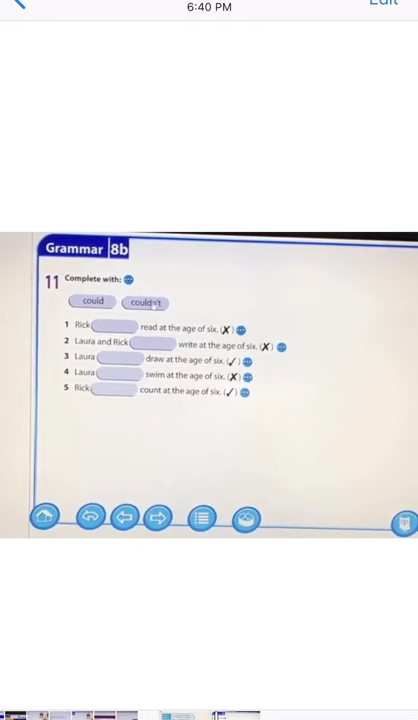 6:40 PM
Edit
Grammar 8b
11 Complete with:
could couldn't
1 Rick read at the age of six. (✗)
2 Laura and Rick write at the age of six. (✗)
3 Laura draw at the age of six. (✓)
4 Laura swim at the age of six. (✗)
5 Rick count at the age of six. (✓)